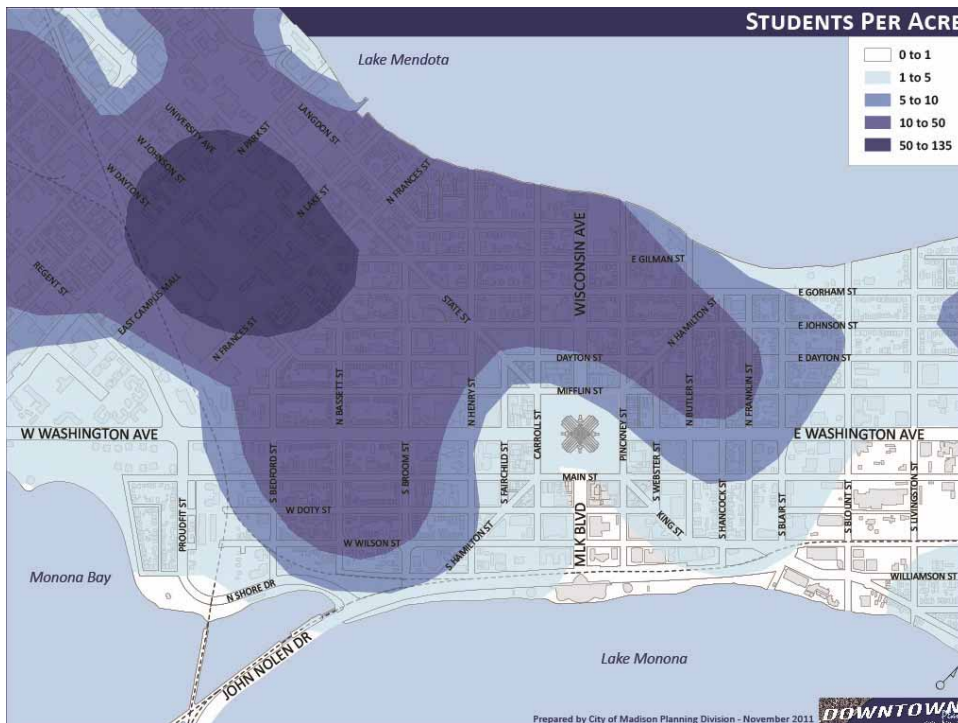 STUDENTS PER ACRE
0 to 1
1 to 5
5 to 10
10 to 50
50 to 135
Lake Mendota
UNIVERSITY AVE
N PARK ST
LANGDON ST
W JOHNSON ST
W DAYTON ST
N LAKE ST
N FRANCES ST
WISCONSIN AVE
E GILMAN ST
REGENT ST
EAST CAMPUS MALL
N FRANCES ST
STATE ST
N HAMILTON ST
E GORHAM ST
E JOHNSON ST
DAYTON ST
E DAYTON ST
MIFFLIN ST
N BASSETT ST
N HENRY ST
CARROLL ST
PINCKNEY ST
N BUTLER ST
N FRANKLIN ST
W WASHINGTON AVE
E WASHINGTON AVE
S BEDFORD ST
S BROOM ST
S FAIRCHILD ST
MAIN ST
S WEBSTER ST
PROUDFIT ST
W DOTY ST
MLK BLVD
KING ST
S HANCOCK ST
S BLAIR ST
S BLOUNT ST
S LIVINGSTON ST
W WILSON ST
S HAMILTON ST
Monona Bay
N SHORE DR
WILLIAMSON ST
JOHN NOLEN DR
Lake Monona
Prepared by City of Madison Planning Division - November 2011
DOWNTOWN